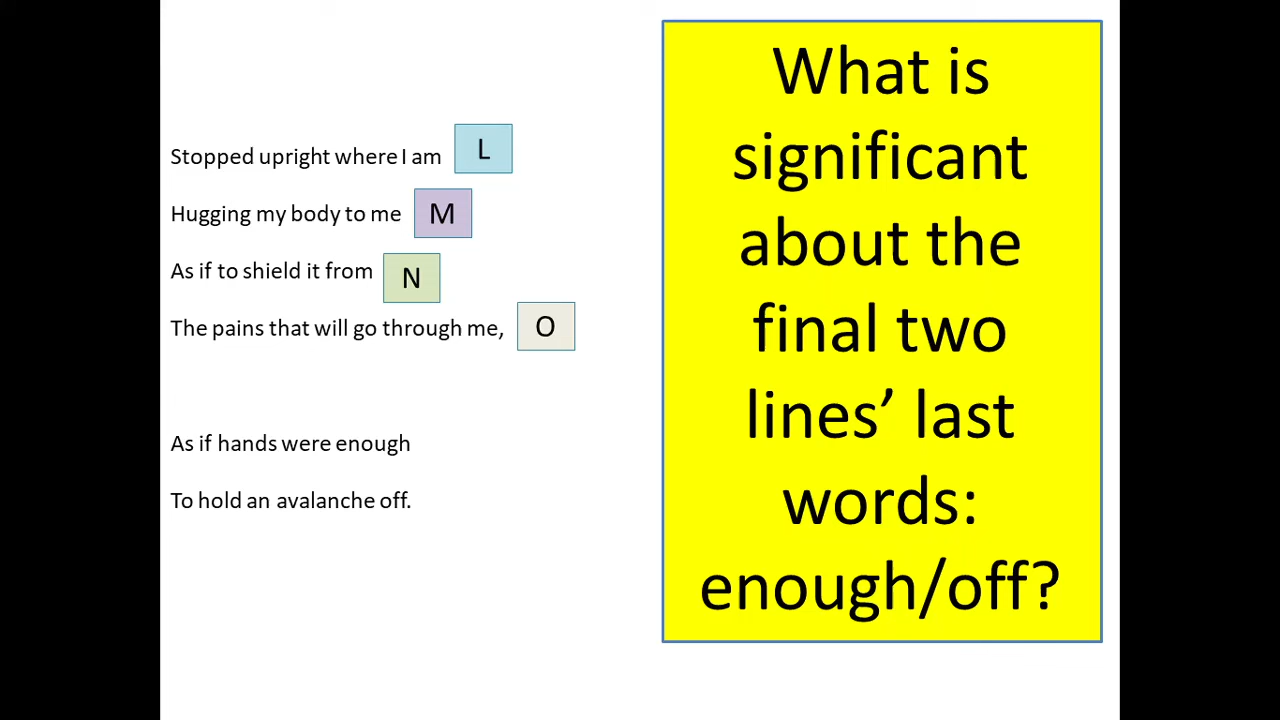 Stopped upright where I am L
Hugging my body to me M
As if to shield it from N
The pains that will go through me, O
As if hands were enough
To hold an avalanche off.
What is
significant
about the
final two
lines’ last
words:
enough/off?